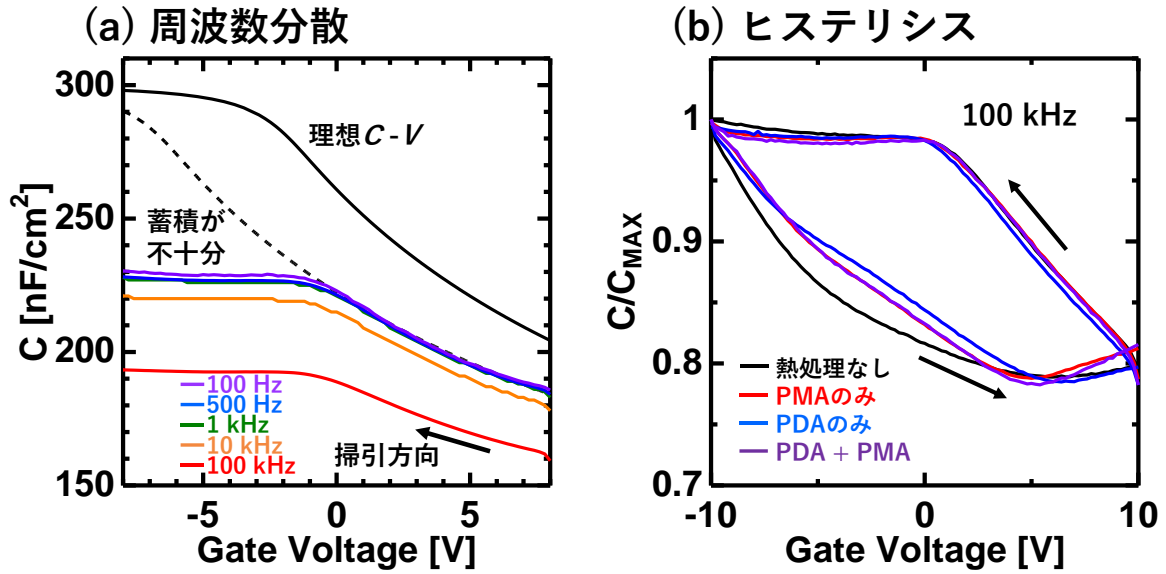 (a) 周波数分散
300
250
200
150
C [nF/cm²]
理想C-V
蓄積が
不十分
100 Hz
500 Hz
1 kHz
10 kHz
100 kHz
掃引方向
-5
0
5
Gate Voltage [V]
(b) ヒステリシス
1
0.9
0.8
0.7
C/CMAX
100 kHz
熱処理なし
PMAのみ
PDAのみ
PDA + PMA
-10
0
10
Gate Voltage [V]